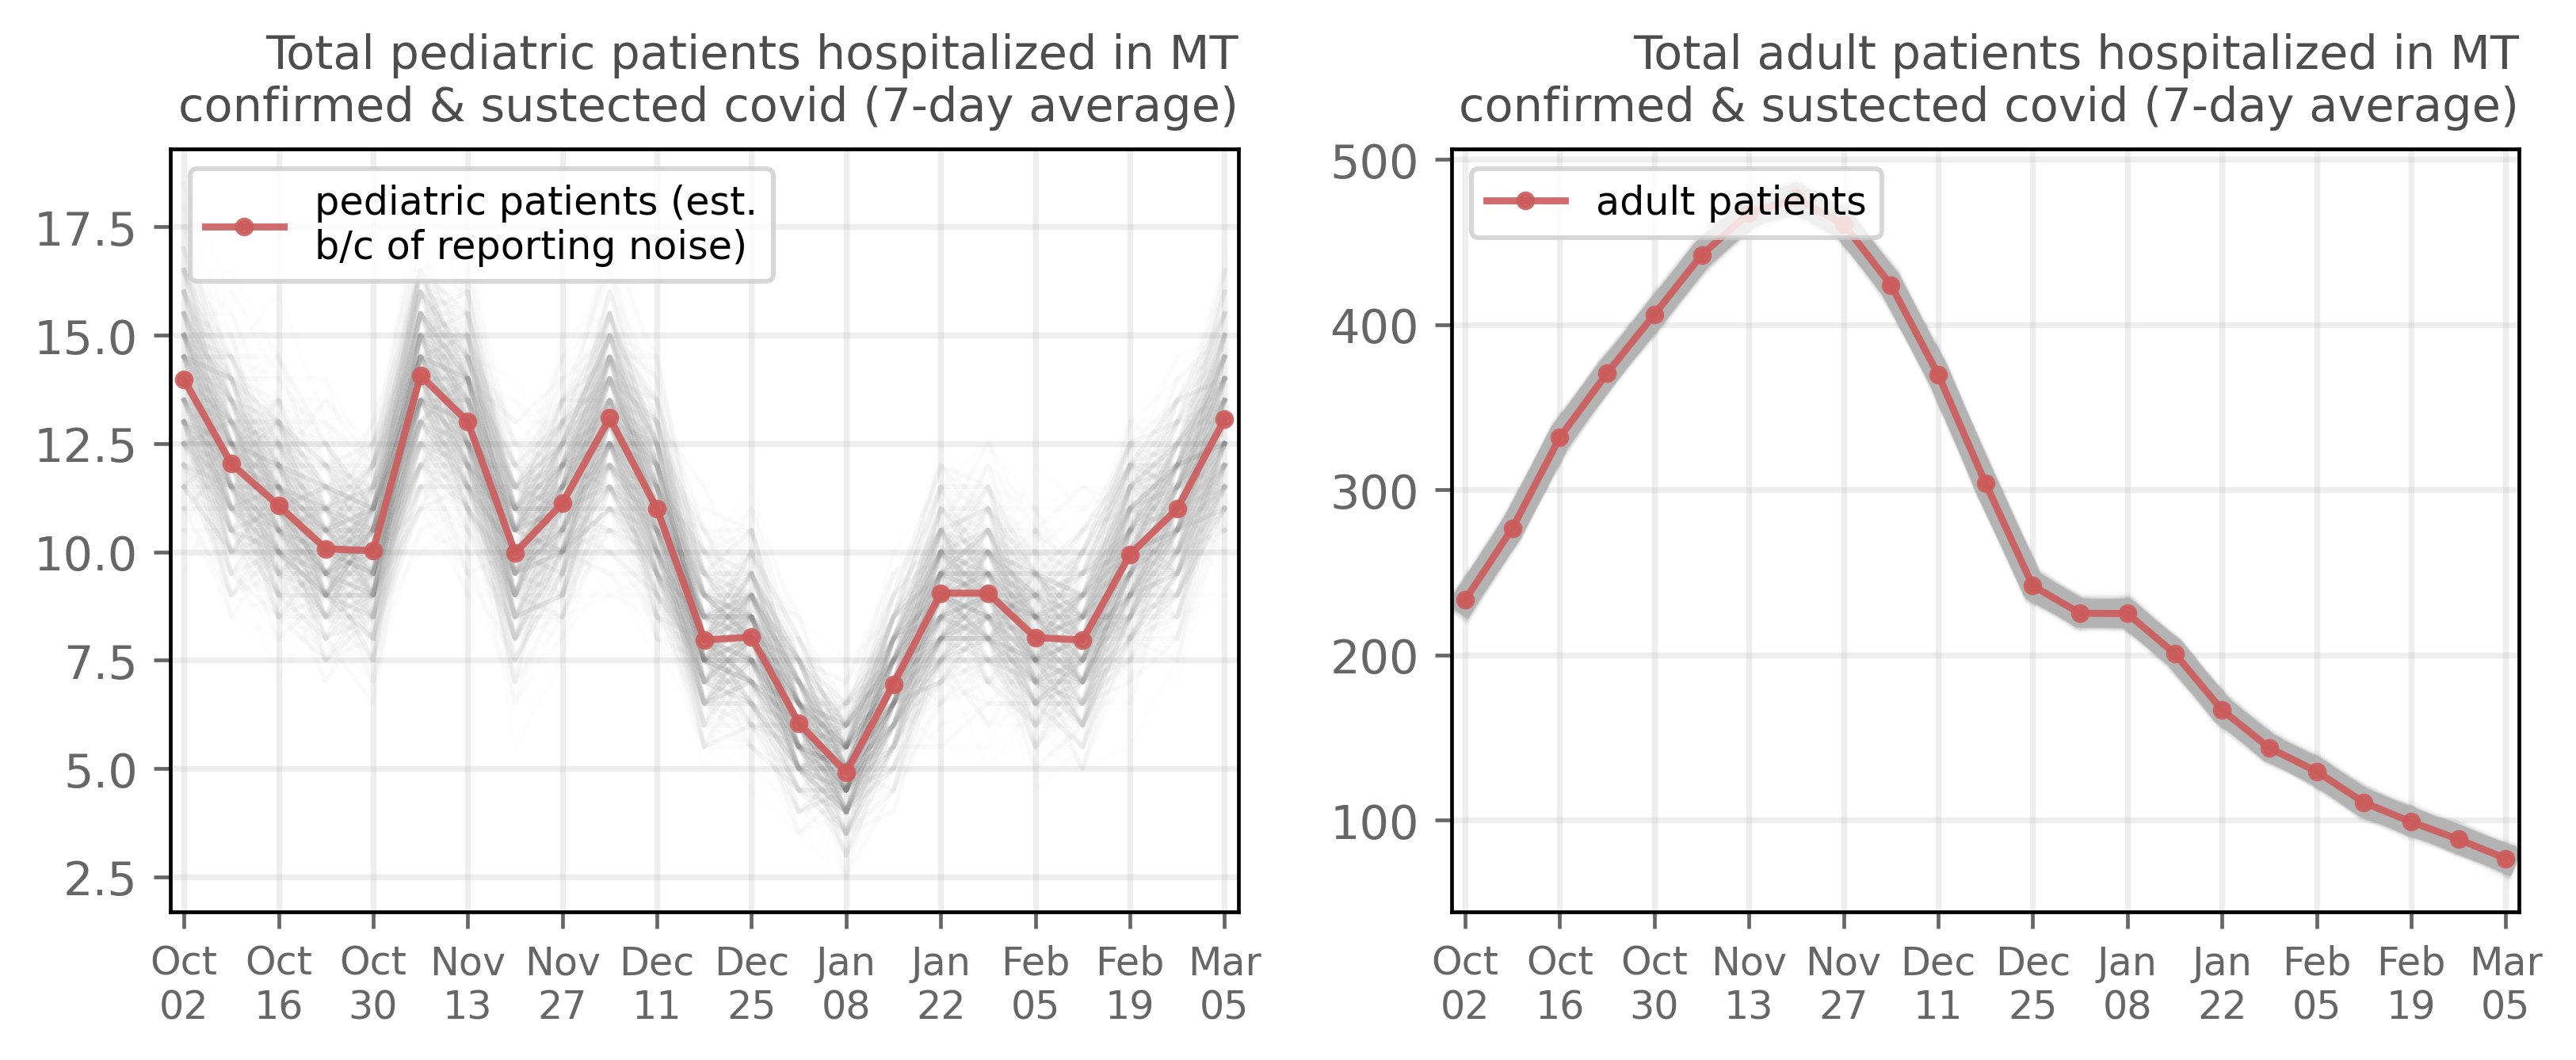 Total pediatric patients hospitalized in MT
confirmed & sustected covid (7-day average)
pediatric patients (est.
b/c of reporting noise)
17.5
15.0
12.5
10.0
7.5
5.0
2.5
Oct Oct Oct Nov Nov Dec Dec Jan Jan Feb Feb Mar
02 16 30 13 27 11 25 08 22 05 19 05
Total adult patients hospitalized in MT
confirmed & sustected covid (7-day average)
adult patients
500
400
300
200
100
Oct Oct Oct Nov Nov Dec Dec Jan Jan Feb Feb Mar
02 16 30 13 27 11 25 08 22 05 19 05